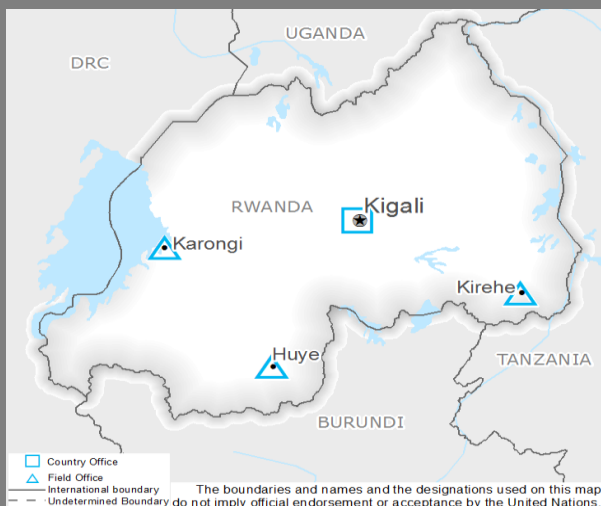 UGANDA
DRC
RWANDA
Kigali
Karongi
Kirehe
Huye
TANZANIA
BURUNDI
Country Office
Field Office
International boundary
Undetermined Boundary
The boundaries and names and the designations used on this map
do not imply official endorsement or acceptance by the United Nations.